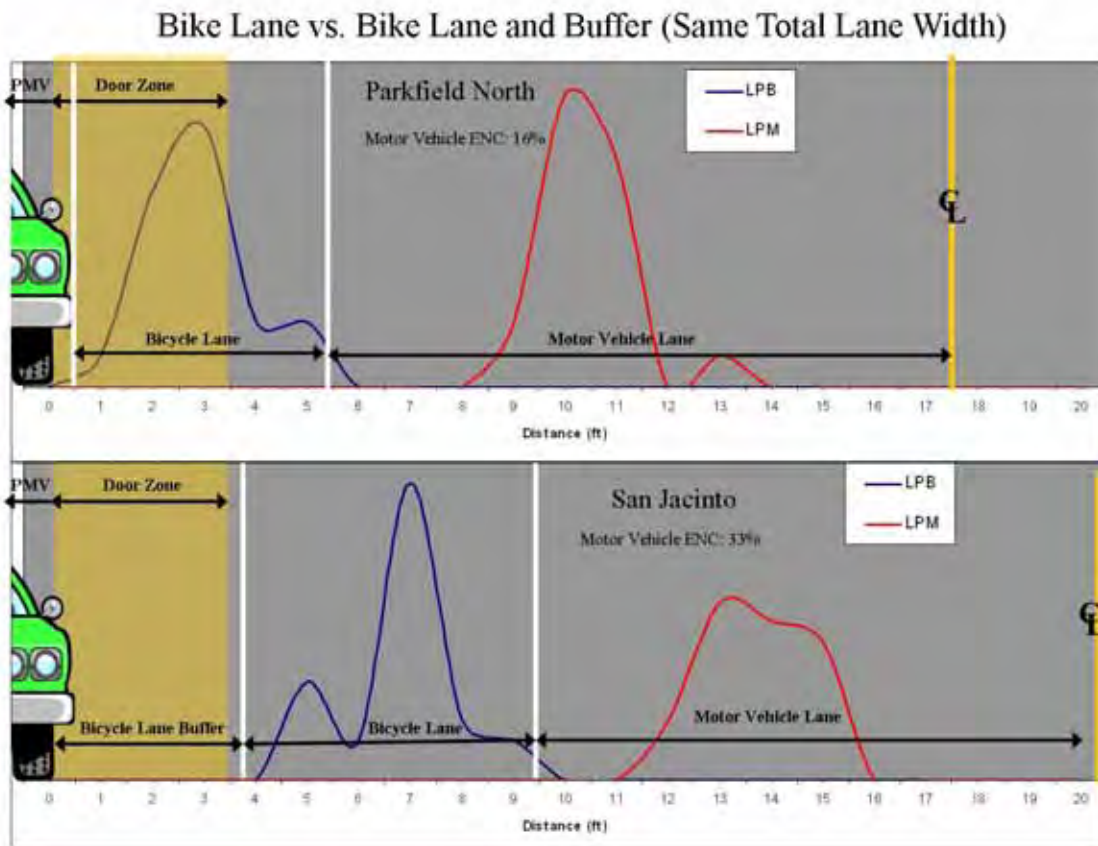 Bike Lane vs. Bike Lane and Buffer (Same Total Lane Width)
PMV Door Zone
Parkfield North
Motor Vehicle ENC: 16%
LPB
LPM
CL
Bicycle Lane Motor Vehicle Lane
0 1 2 3 4 5 6 7 8 9 10 11 12 13 14 15 16 17 18 19 20
Distance (ft)
PMV Door Zone
San Jacinto
Motor Vehicle ENC: 33%
LPB
LPM
CL
Bicycle Lane Buffer Bicycle Lane Motor Vehicle Lane
0 1 2 3 4 5 6 7 8 9 10 11 12 13 14 15 16 17 18 19 20
Distance (ft)